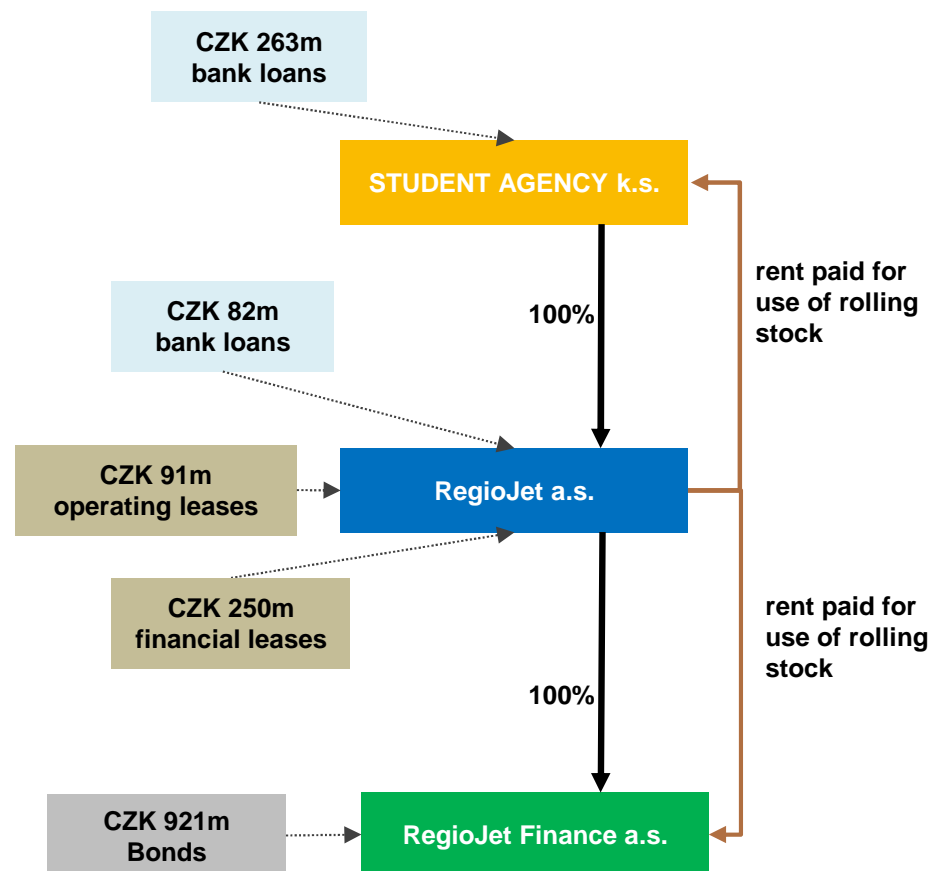 CZK 263m
bank loans
STUDENT AGENCY k.s.
rent paid for
use of rolling
stock
100%
CZK 82m
bank loans
CZK 91m
operating leases
RegioJet a.s.
CZK 250m
financial leases
rent paid for
use of rolling
stock
100%
CZK 921m
Bonds
RegioJet Finance a.s.